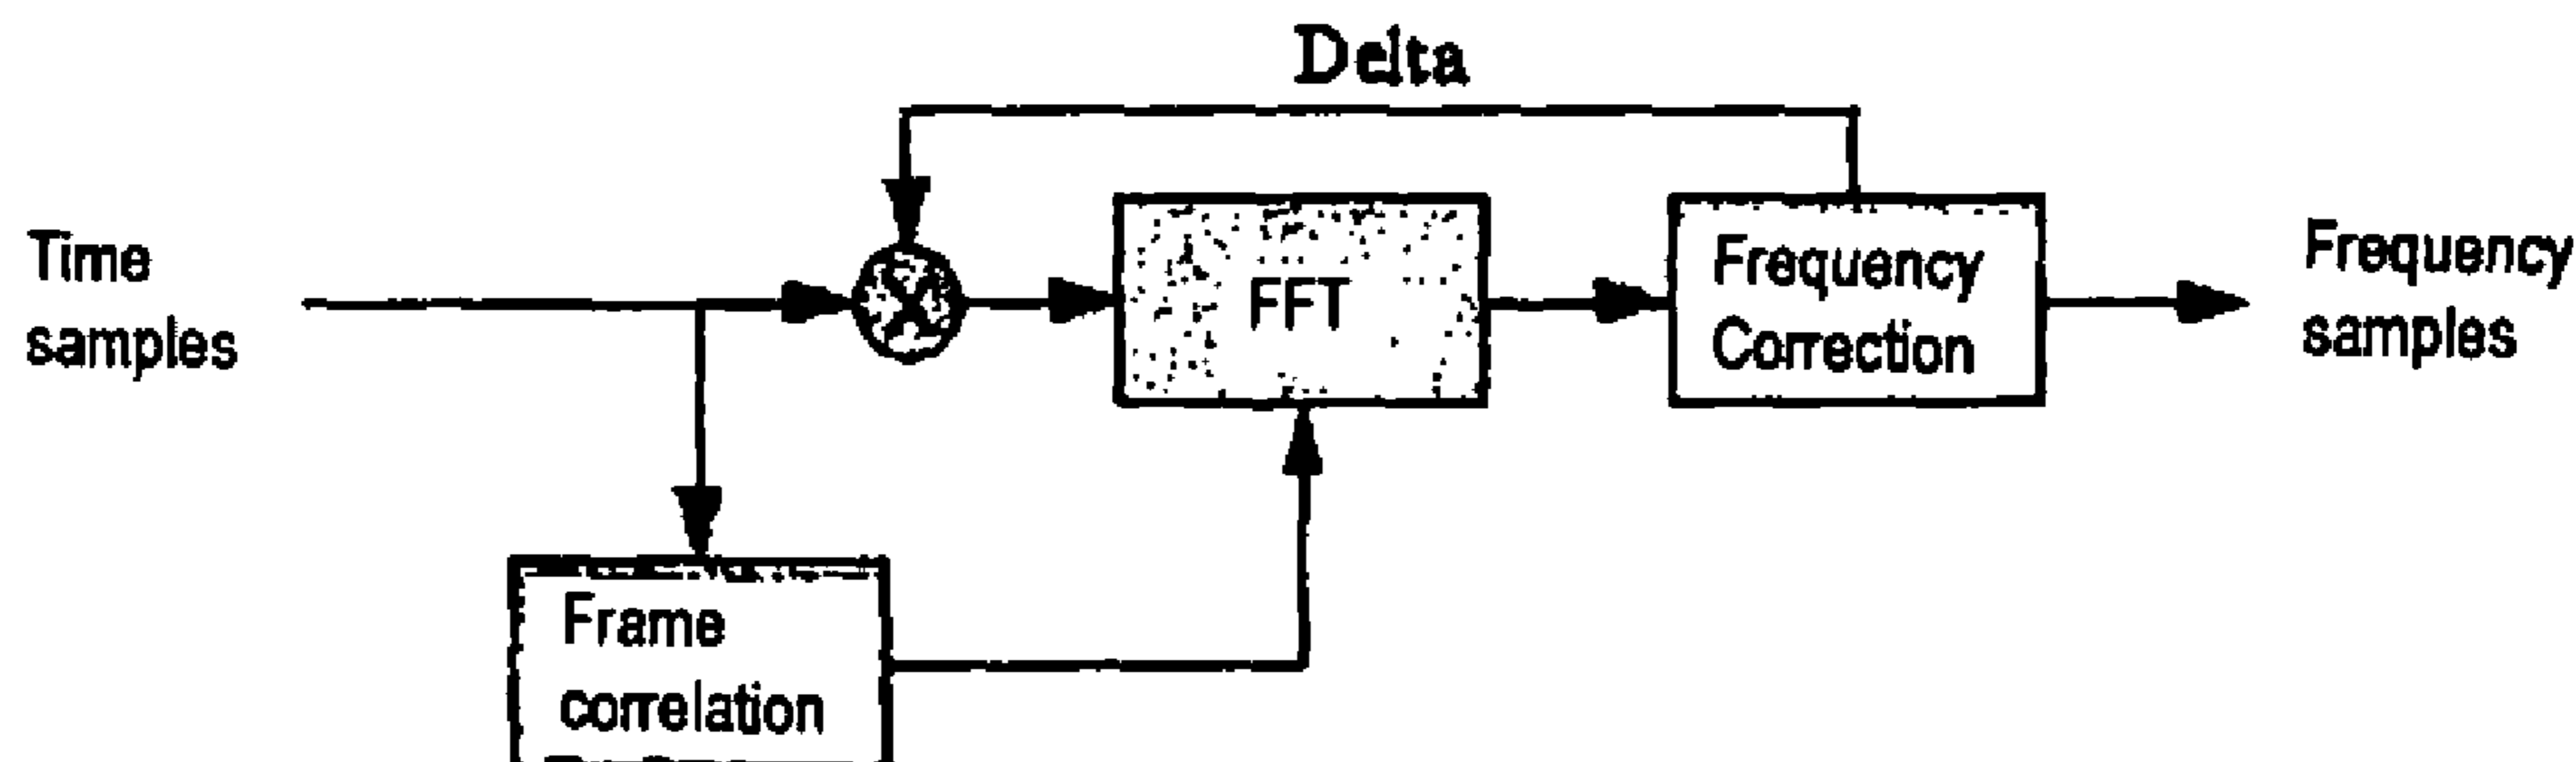 Delta
Time
samples
FFT
Frequency
Correction
Frequency
samples
Frame
correlation